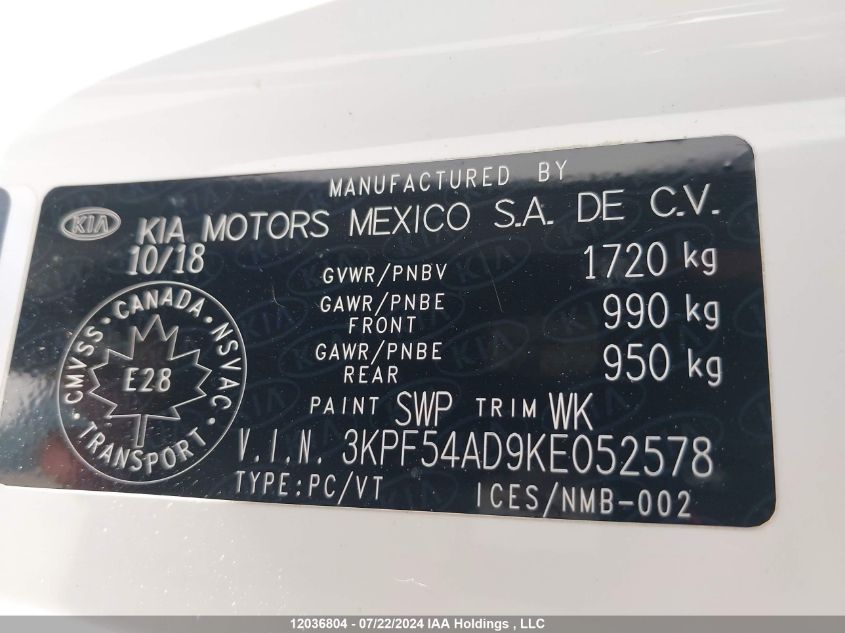 MANUFACTURED BY
KIA KIA MOTORS MEXICO S.A. DE C.V.
10/18
GVWR/PNBV 1720 kg
GAWR/PNBE FRONT 990 kg
GAWR/PNBE REAR 950 kg
CMVSS • CANADA • NSVAC • TRANSPORT •
E28
PAINT SWP TRIM WK
V.I.N. 3KPF54AD9KE052578
TYPE:PC/VT ICES/NMB-002
12036804 - 07/22/2024 IAA Holdings , LLC